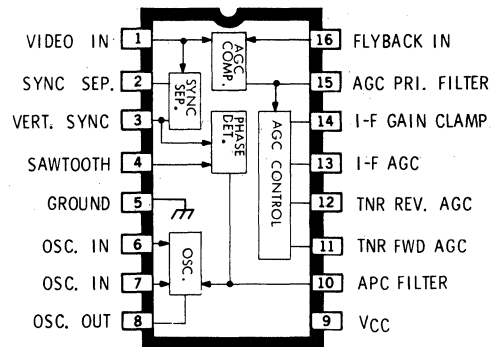 VIDEO IN 1
SYNC SEP. 2
VERT. SYNC 3
SAWTOOTH 4
GROUND 5
OSC. IN 6
OSC. IN 7
OSC. OUT 8
AGC COMP.
SYNC SEP.
PHASE DET.
AGC CONTROL
OSC.
16 FLYBACK IN
15 AGC PRI. FILTER
14 I-F GAIN CLAMP
13 I-F AGC
12 TNR REV. AGC
11 TNR FWD AGC
10 APC FILTER
9 VCC